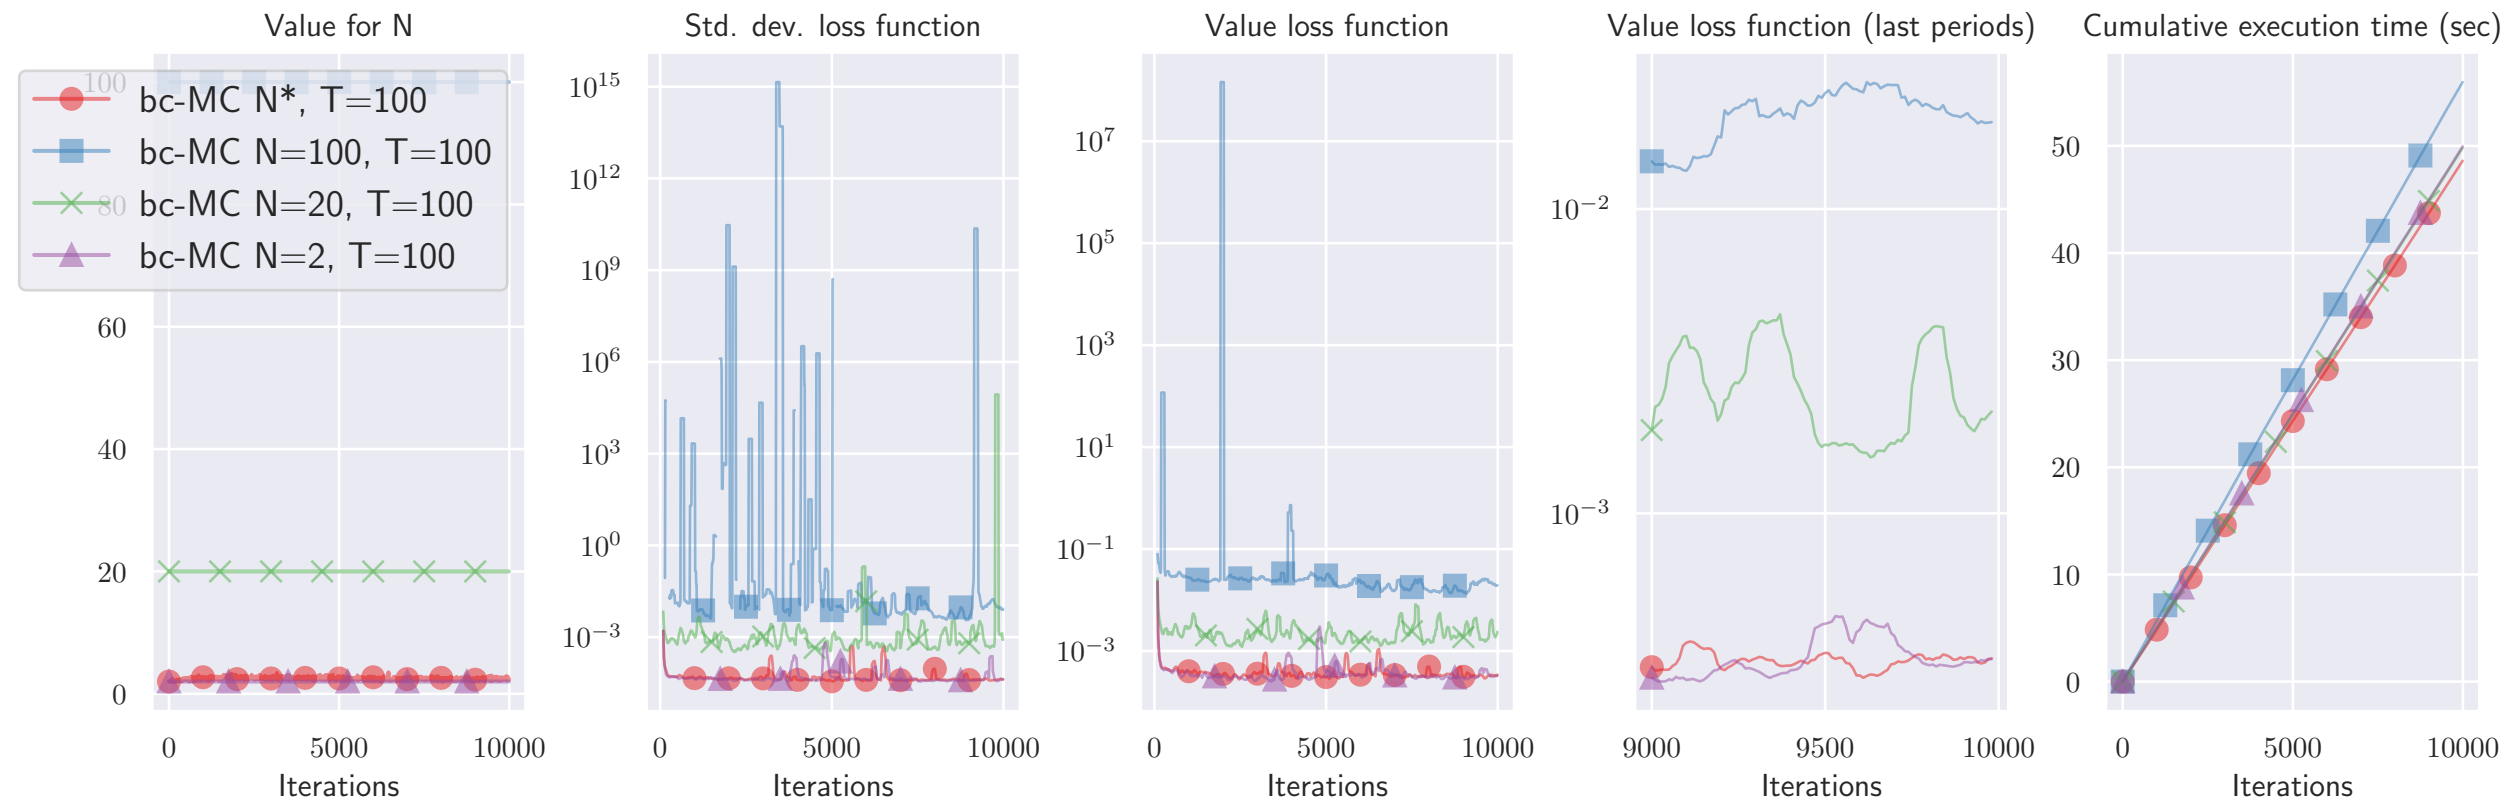 Value for N
100
80
60
40
20
0
0 5000 10000
Iterations
bc-MC N*, T=100
bc-MC N=100, T=100
bc-MC N=20, T=100
bc-MC N=2, T=100
Std. dev. loss function
10^15
10^12
10^9
10^6
10^3
10^0
10^−3
0 5000 10000
Iterations
Value loss function
10^7
10^5
10^3
10^1
10^−1
10^−3
0 5000 10000
Iterations
Value loss function (last periods)
10^−2
10^−3
9000 9500 10000
Iterations
Cumulative execution time (sec)
50
40
30
20
10
0
0 5000 10000
Iterations